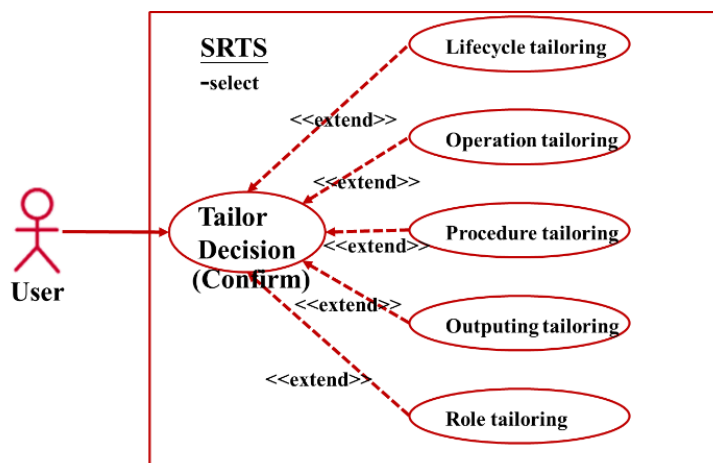 SRTS
-select
Lifecycle tailoring
<<extend>>
Operation tailoring
<<extend>>
Tailor
Decision
(Confirm)
Procedure tailoring
<<extend>>
User
<<extend>>
Outputing tailoring
<<extend>>
Role tailoring